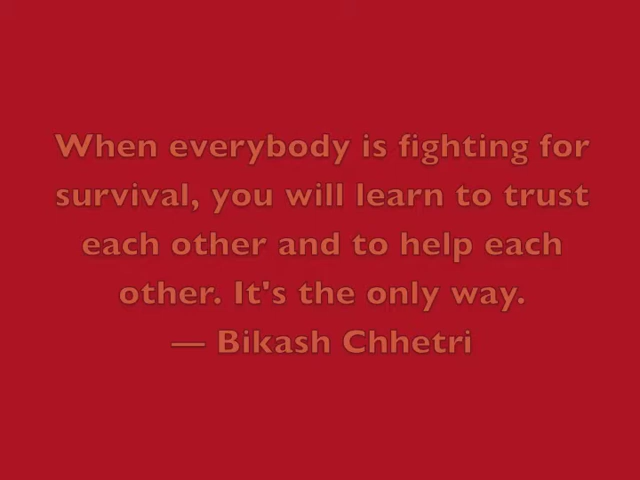 When everybody is fighting for
survival, you will learn to trust
each other and to help each
other. It's the only way.
— Bikash Chhetri